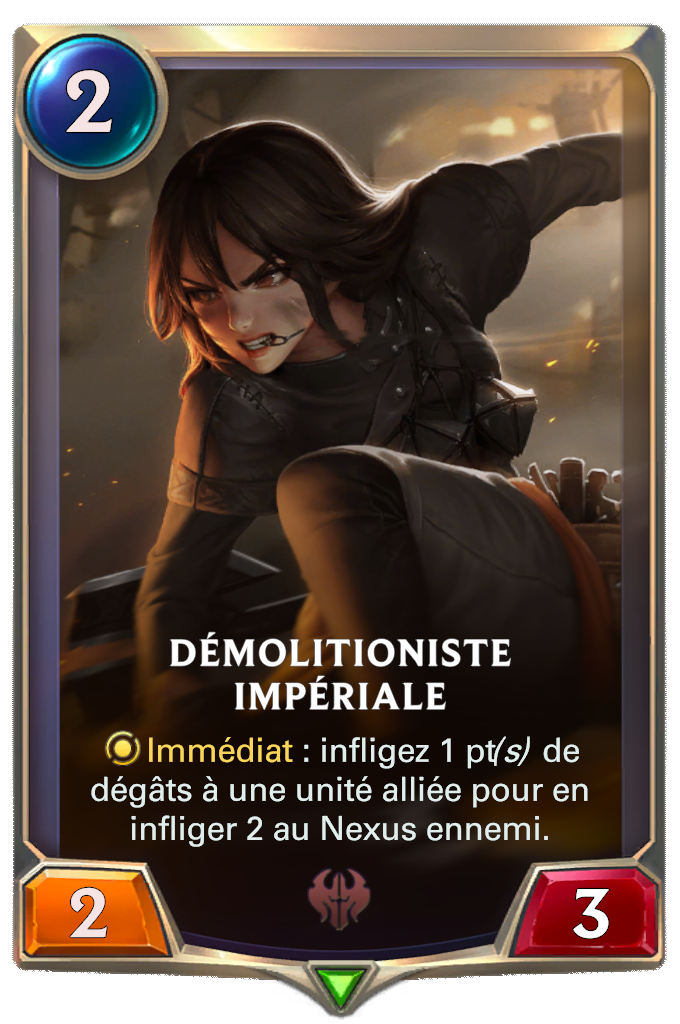 2
DÉMOLITIONISTE
IMPÉRIALE
Immédiat : infligez 1 pt(s) de
dégâts à une unité alliée pour en
infliger 2 au Nexus ennemi.
2
3